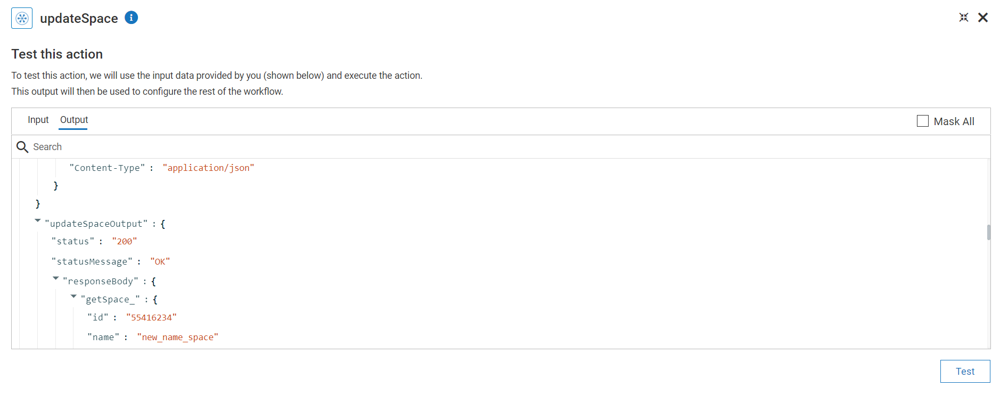 updateSpace
Test this action
To test this action, we will use the input data provided by you (shown below) and execute the action.
This output will then be used to configure the rest of the workflow.
Input Output Mask All
Search
"Content-Type" : "application/json"
}
}
"updateSpaceOutput" : {
"status" : "200"
"statusMessage" : "OK"
"responseBody" : {
"getSpace_" : {
"id" : "55416234"
"name" : "new_name_space"
Test